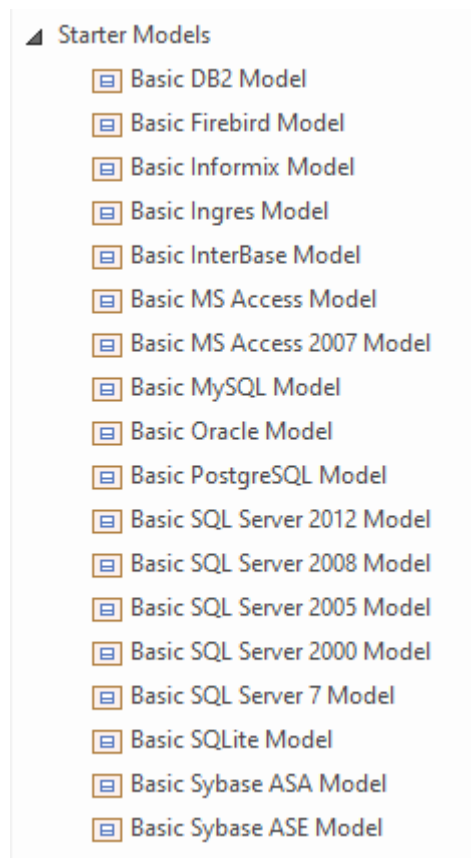 Starter Models
Basic DB2 Model
Basic Firebird Model
Basic Informix Model
Basic Ingres Model
Basic InterBase Model
Basic MS Access Model
Basic MS Access 2007 Model
Basic MySQL Model
Basic Oracle Model
Basic PostgreSQL Model
Basic SQL Server 2012 Model
Basic SQL Server 2008 Model
Basic SQL Server 2005 Model
Basic SQL Server 2000 Model
Basic SQL Server 7 Model
Basic SQLite Model
Basic Sybase ASA Model
Basic Sybase ASE Model